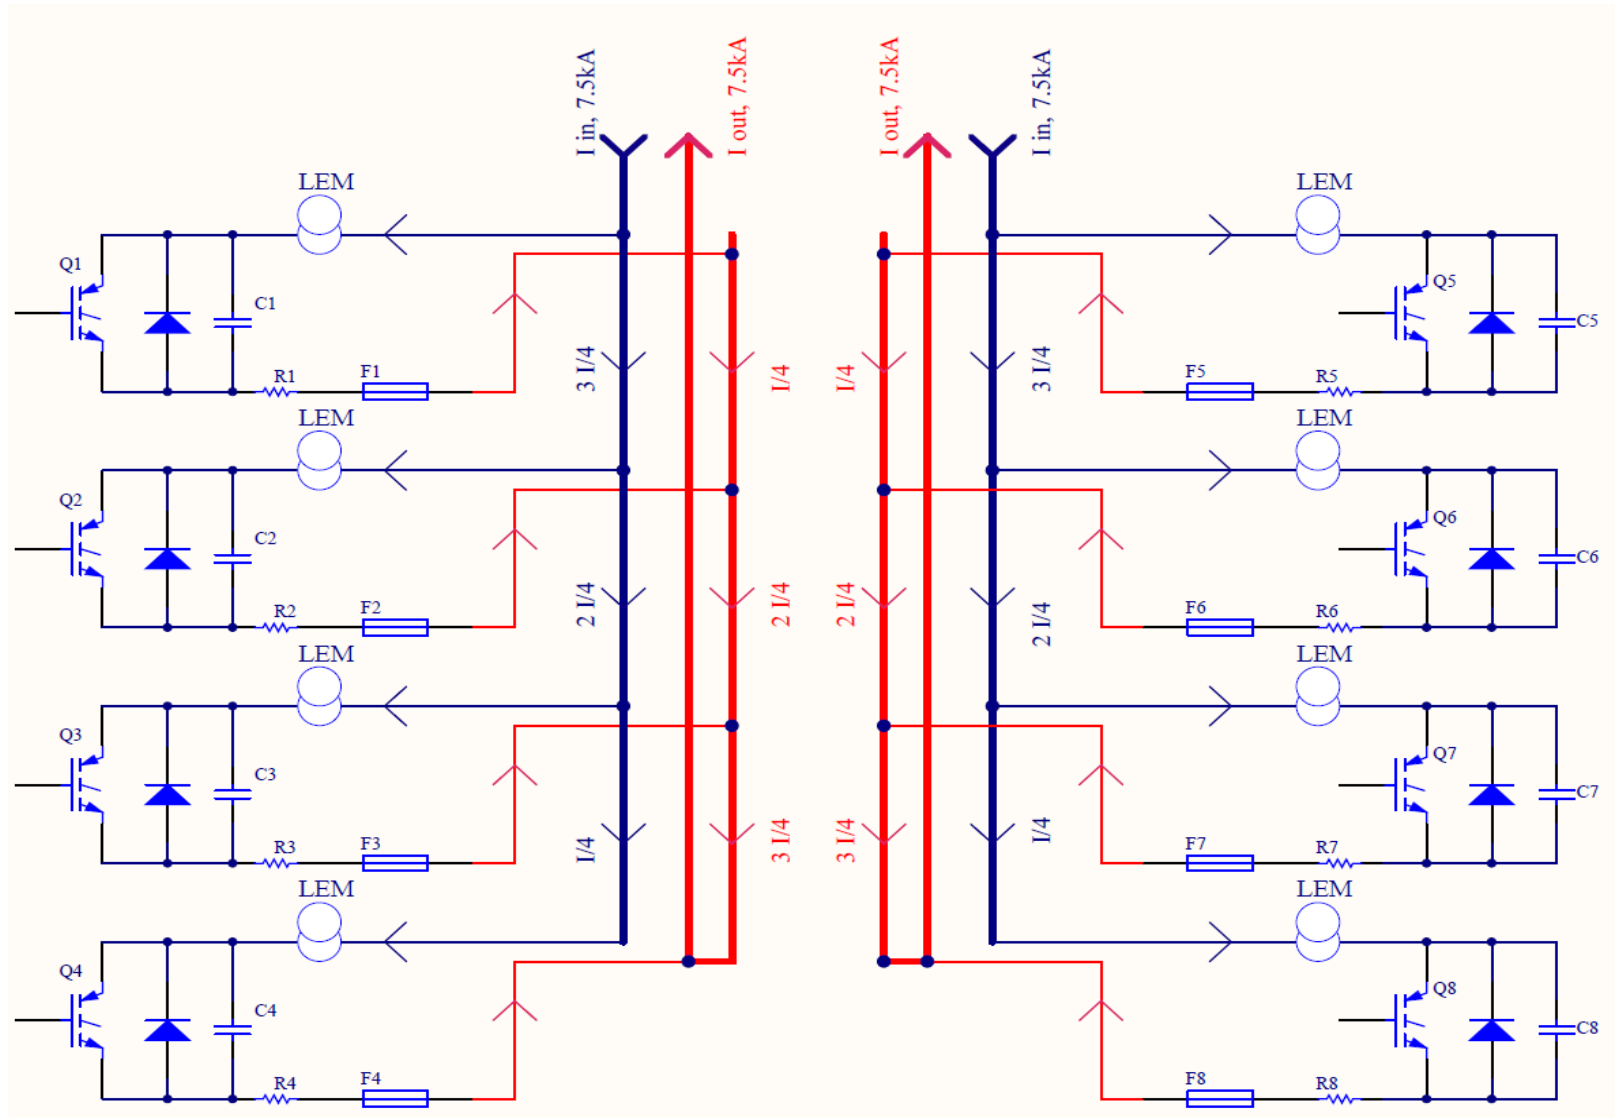 I in, 7.5kA
I out, 7.5kA
I out, 7.5kA
I in, 7.5kA
LEM
LEM
Q1
C1
Q5
C5
3 I/4
I/4
I/4
3 I/4
R1
F1
F5
R5
LEM
LEM
Q2
C2
Q6
C6
2 I/4
2 I/4
2 I/4
2 I/4
R2
F2
F6
R6
LEM
LEM
Q3
C3
Q7
C7
I/4
3 I/4
3 I/4
I/4
R3
F3
F7
R7
LEM
LEM
Q4
C4
Q8
C8
R4
F4
F8
R8